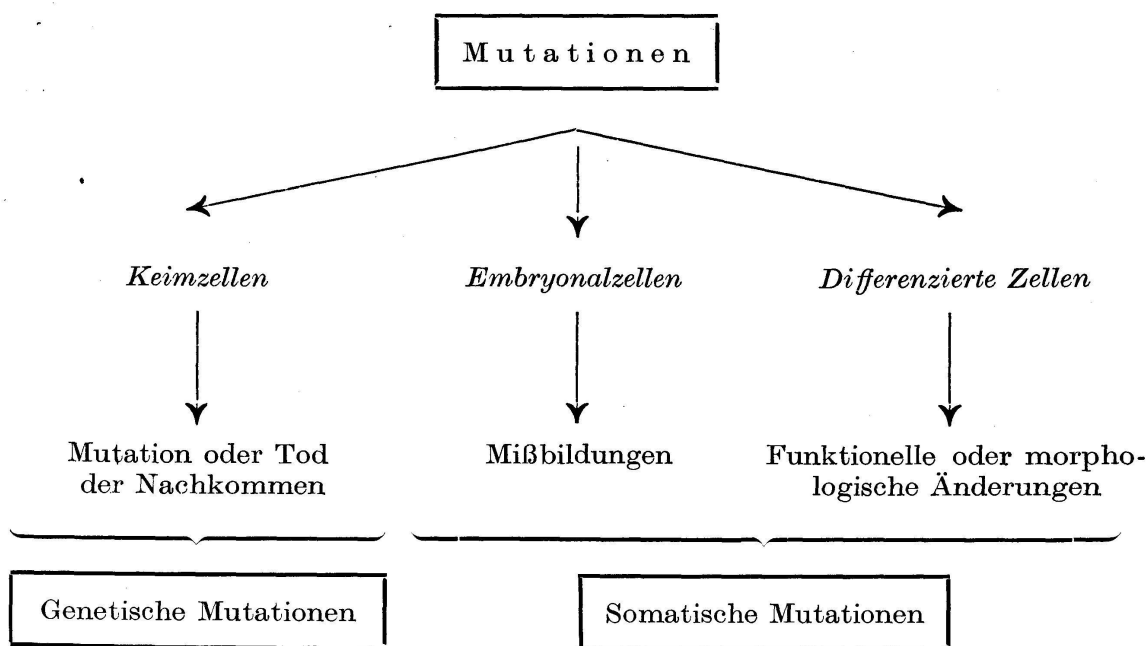 Mutationen
Keimzellen
Embryonalzellen
Differenzierte Zellen
Mutation oder Tod
der Nachkommen
Mißbildungen
Funktionelle oder morpho-
logische Änderungen
Genetische Mutationen
Somatische Mutationen